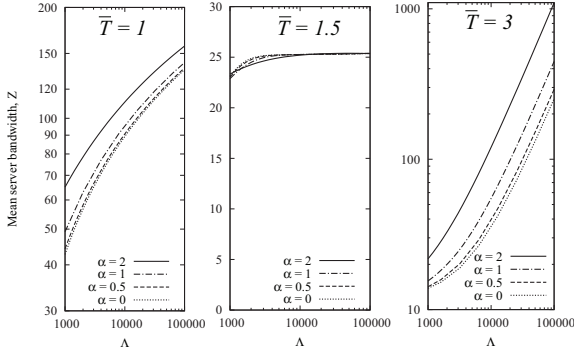 T̅ = 1
T̅ = 1.5
T̅ = 3
Mean server bandwidth, Z
200
160
140
120
100
90
80
70
60
50
40
30
α = 2
α = 1
α = 0.5
α = 0
1000
10000
100000
Λ
30
25
20
15
10
5
0
α = 2
α = 1
α = 0.5
α = 0
1000
10000
100000
Λ
1000
100
10
α = 2
α = 1
α = 0.5
α = 0
1000
10000
100000
Λ